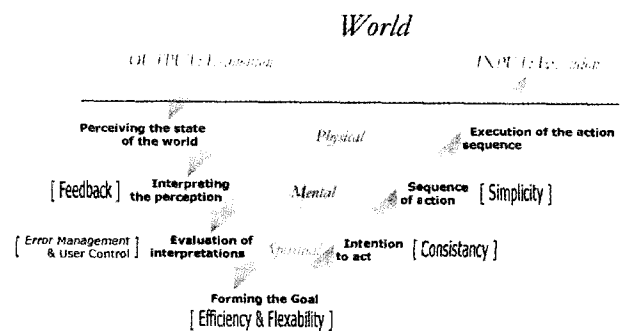 World
OUTPUT:
INPUT:
Perceiving the state
of the world
Physical
Execution of the action
sequence
[ Feedback ]
Interpreting
the perception
Mental
Sequence
of action
[ Simplicity ]
[ Error Management
& User Control ]
Evaluation of
interpretations
Intention
to act
[ Consistancy ]
Forming the Goal
[ Efficiency & Flexability ]